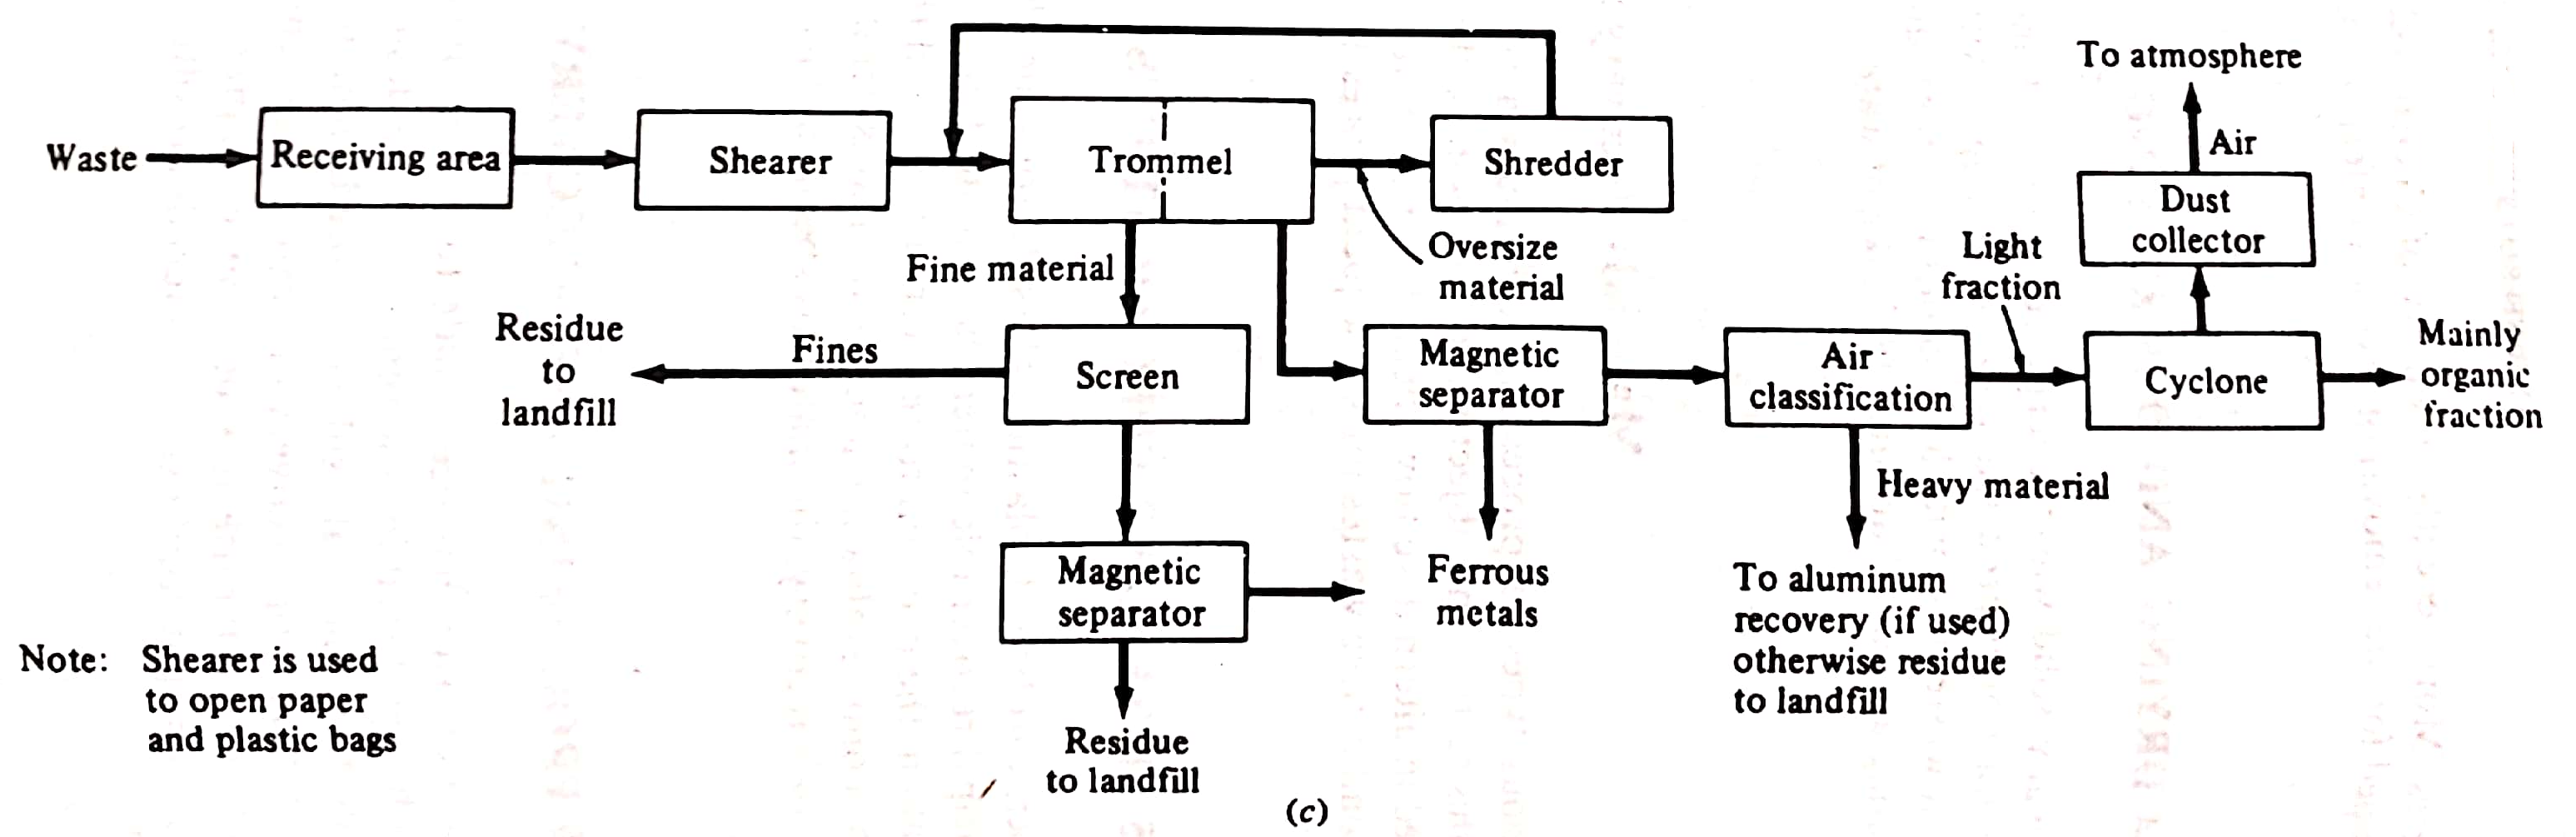 To atmosphere
Air
Waste
Receiving area
Shearer
Trommel
Shredder
Dust
collector
Oversize
material
Fine material
Light
fraction
Residue
to
landfill
Fines
Screen
Magnetic
separator
Air
classification
Cyclone
Mainly
organic
fraction
Heavy material
Magnetic
separator
Ferrous
metals
To aluminum
recovery (if used)
otherwise residue
to landfill
Note: Shearer is used
to open paper
and plastic bags
Residue
to landfill
(c)